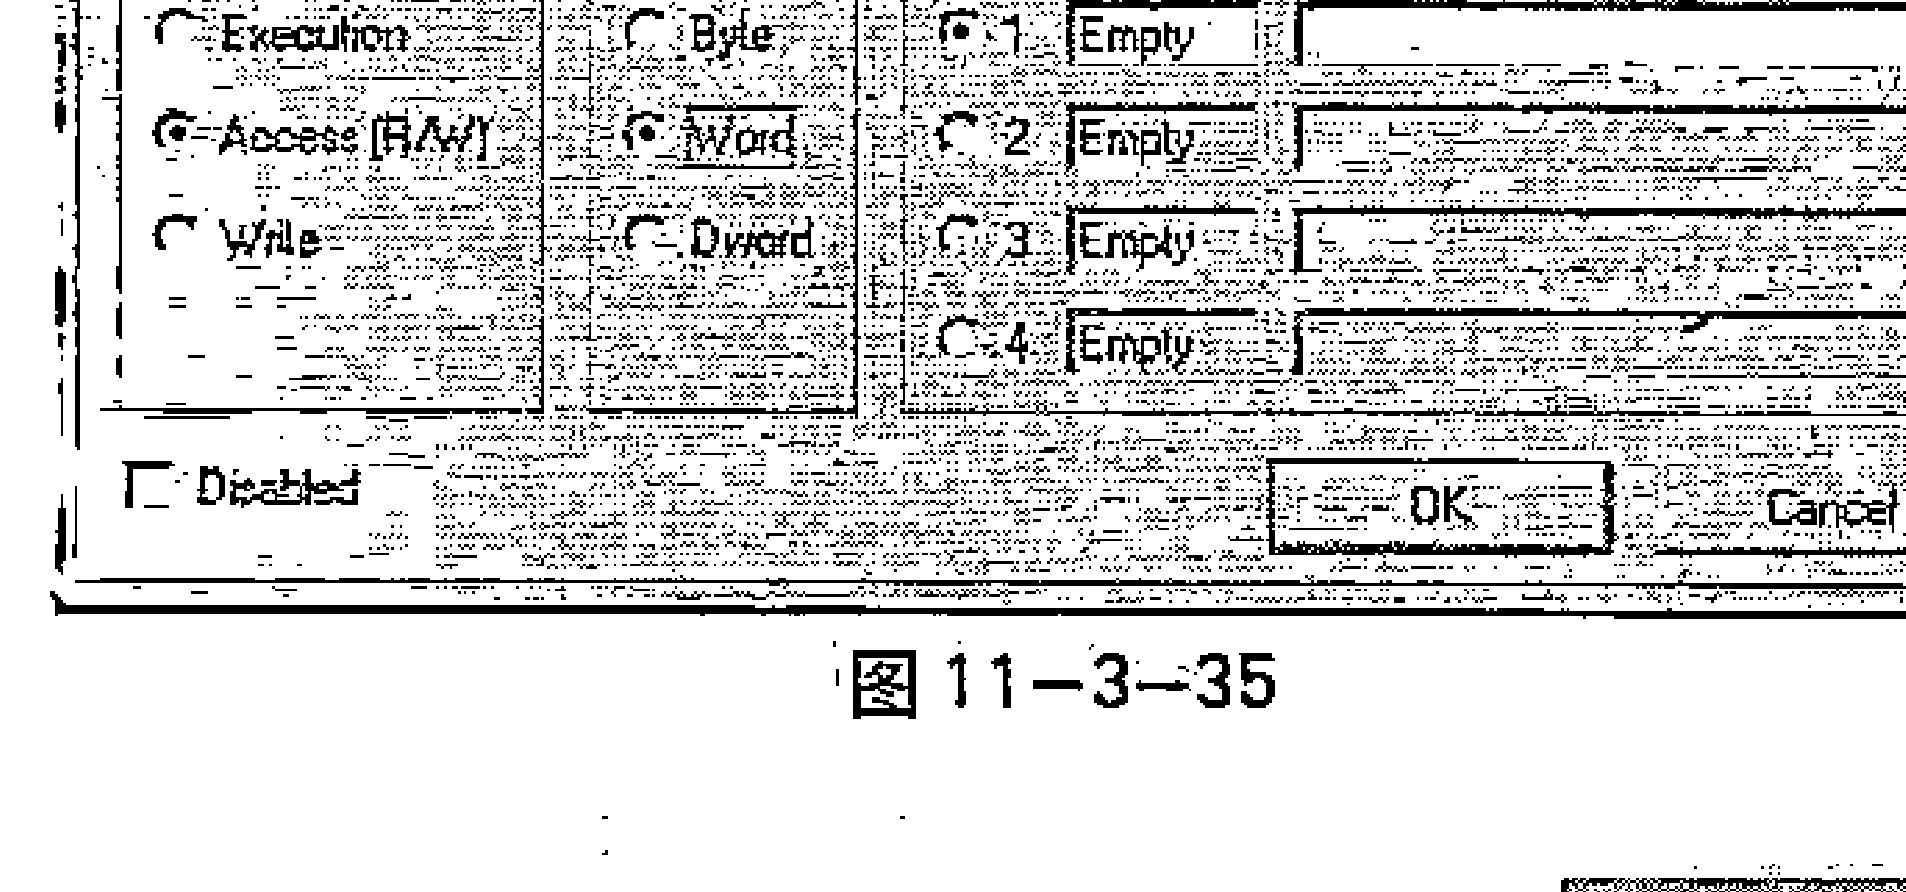 Execution Byte 1 Empty
Access [R/W] Word 2 Empty
Write Dword 3 Empty
4 Empty
Disabled OK Cancel
图 11-3-35